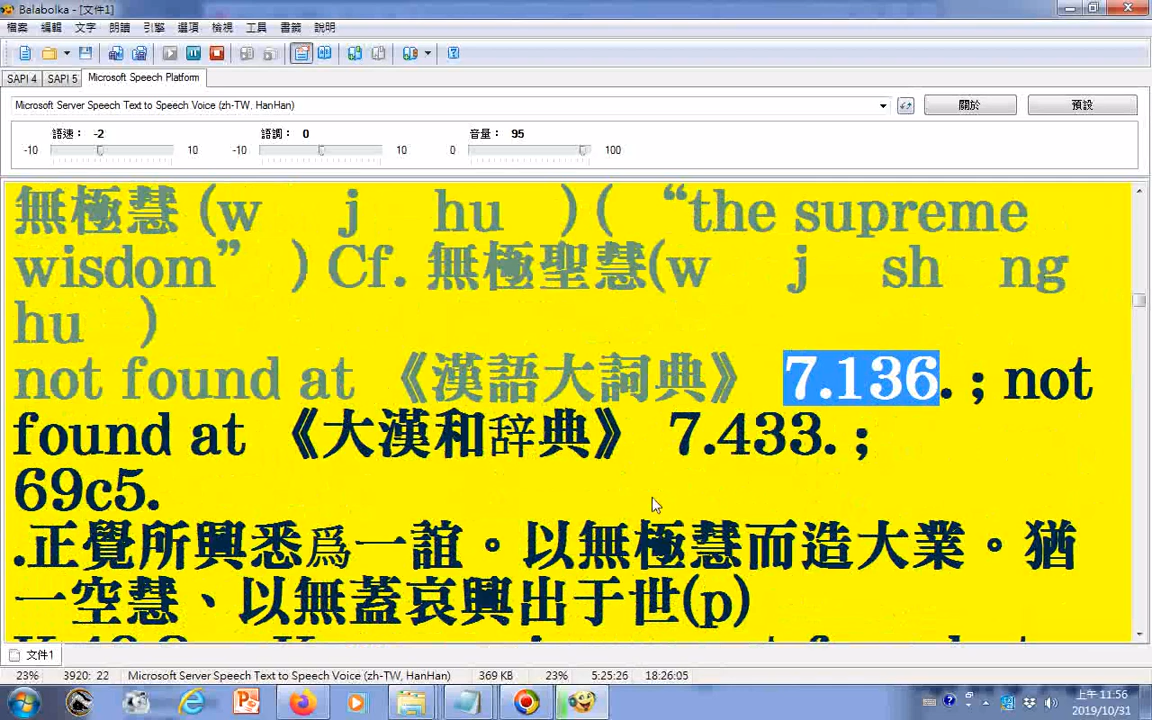 Balabolka - [文件1]
檔案 編輯 文字 朗讀 引擎 選項 檢視 工具 書籤 說明
SAPI 4 SAPI 5 Microsoft Speech Platform
Microsoft Server Speech Text to Speech Voice (zh-TW, HanHan) 關於 預設
語速： -2 語調： 0 音量： 95
-10 10 -10 10 0 100
無極慧 (w j hu ) ( “the supreme
wisdom” ) Cf. 無極聖慧(w j sh ng
hu )
not found at 《漢語大詞典》 7.136. ; not
found at 《大漢和辞典》 7.433. ;
69c5.
.正覺所興悉爲一誼。以無極慧而造大業。猶
一空慧、以無蓋哀興出于世(p)
文件1
23% 3920: 22 Microsoft Server Speech Text to Speech Voice (zh-TW, HanHan) 369 KB 23% 5:25:26 18:26:05
上午 11:56
2019/10/31